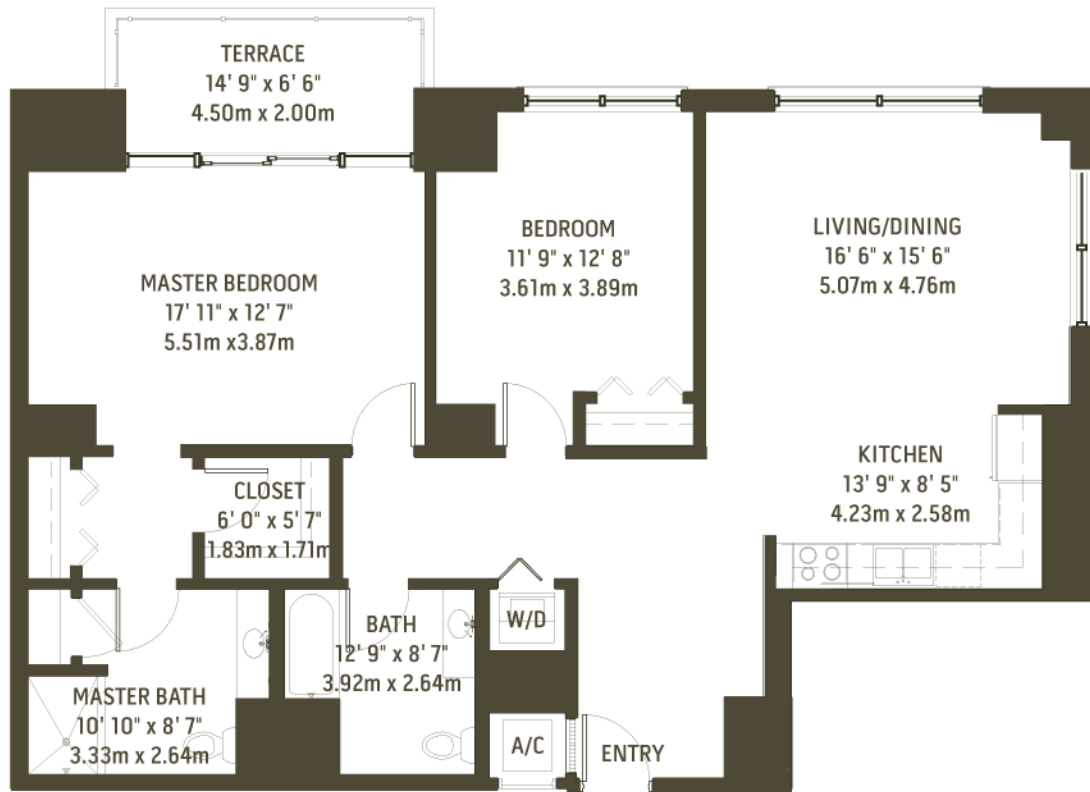 TERRACE
14' 9" x 6' 6"
4.50m x 2.00m
BEDROOM
11' 9" x 12' 8"
3.61m x 3.89m
LIVING/DINING
16' 6" x 15' 6"
5.07m x 4.76m
MASTER BEDROOM
17' 11" x 12' 7"
5.51m x3.87m
KITCHEN
13' 9" x 8' 5"
4.23m x 2.58m
CLOSET
6' 0" x 5' 7"
1.83m x 1.71m
W/D
BATH
12' 9" x 8' 7"
3.92m x 2.64m
MASTER BATH
10' 10" x 8' 7"
3.33m x 2.64m
A/C
ENTRY